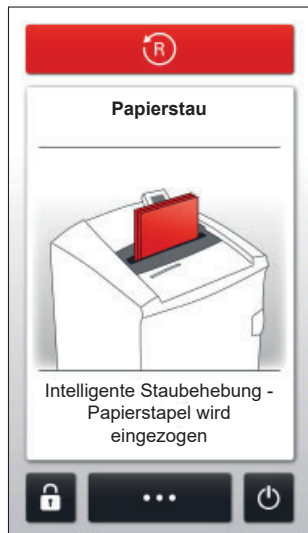 R
Papierstau
Intelligente Staubehebung -
Papierstapel wird
eingezogen